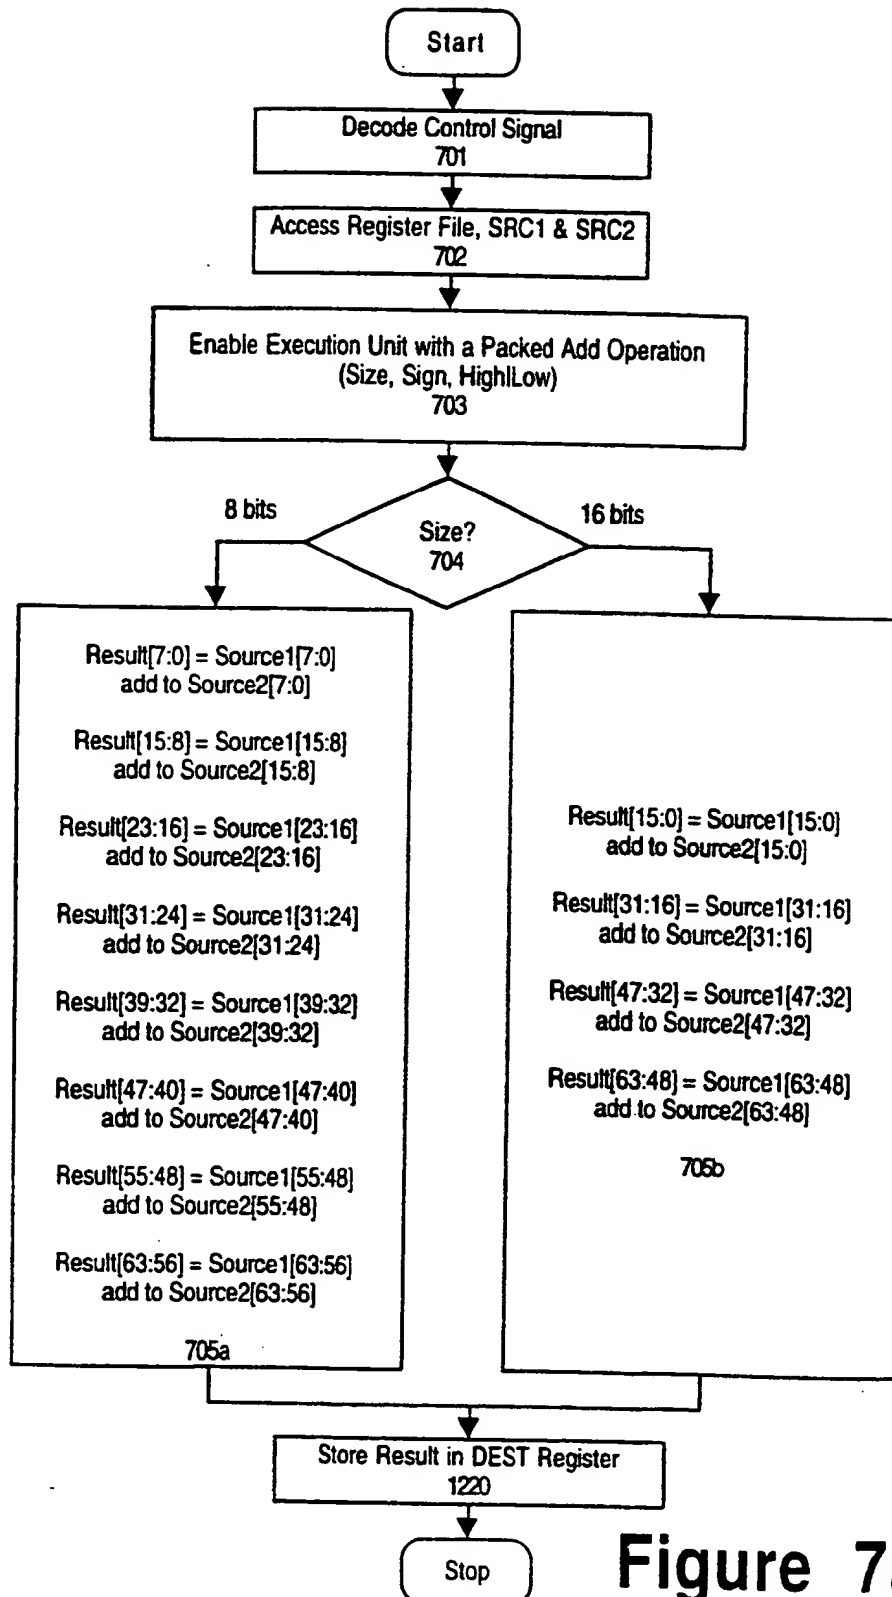 Start
Decode Control Signal
701
Access Register File, SRC1 & SRC2
702
Enable Execution Unit with a Packed Add Operation
(Size, Sign, High|Low)
703
8 bits
Size?
704
16 bits
Result[7:0] = Source1[7:0]
add to Source2[7:0]
Result[15:8] = Source1[15:8]
add to Source2[15:8]
Result[23:16] = Source1[23:16]
add to Source2[23:16]
Result[31:24] = Source1[31:24]
add to Source2[31:24]
Result[39:32] = Source1[39:32]
add to Source2[39:32]
Result[47:40] = Source1[47:40]
add to Source2[47:40]
Result[55:48] = Source1[55:48]
add to Source2[55:48]
Result[63:56] = Source1[63:56]
add to Source2[63:56]
705a
Result[15:0] = Source1[15:0]
add to Source2[15:0]
Result[31:16] = Source1[31:16]
add to Source2[31:16]
Result[47:32] = Source1[47:32]
add to Source2[47:32]
Result[63:48] = Source1[63:48]
add to Source2[63:48]
705b
Store Result in DEST Register
1220
Stop
Figure 7